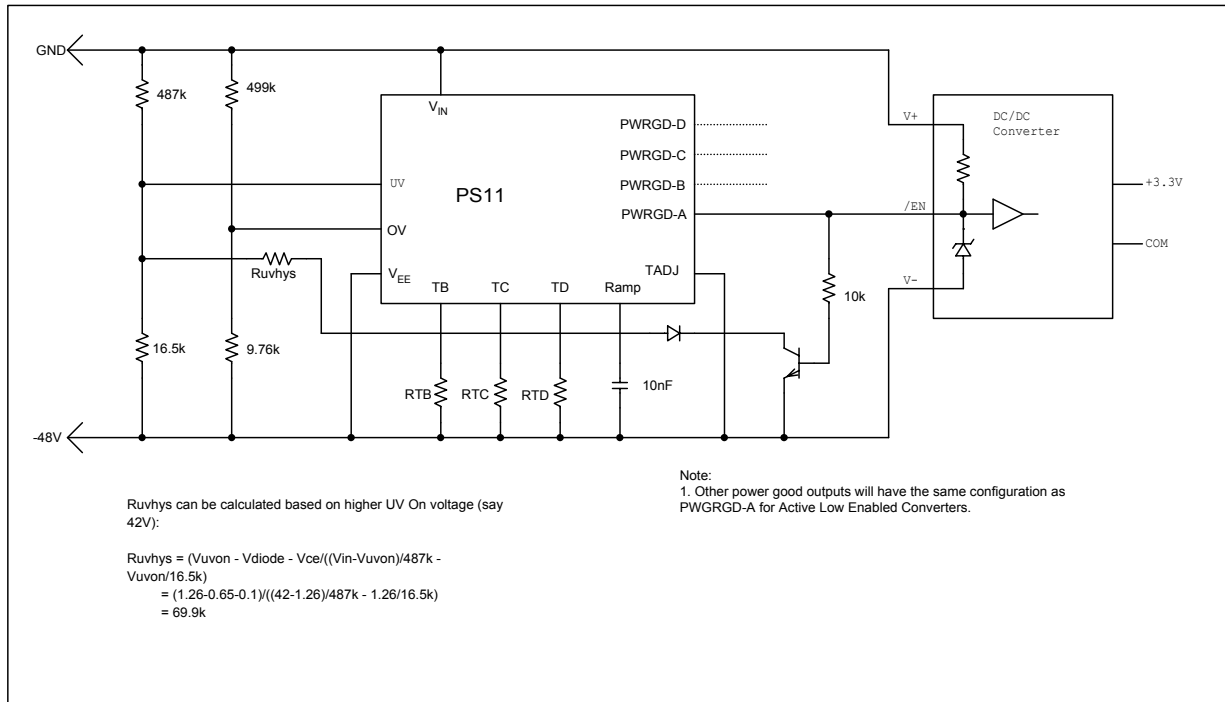 GND
487k
499k
V_IN
PWRGD-D
PWRGD-C
PWRGD-B
PWRGD-A
UV
PS11
OV
V_EE
Ruvhys
TB
TC
TD
Ramp
TADJ
V+
DC/DC
Converter
+3.3V
/EN
COM
V-
10k
16.5k
9.76k
RTB
RTC
RTD
10nF
-48V
Ruvhys can be calculated based on higher UV On voltage (say
42V):
Ruvhys = (Vuvon - Vdiode - Vce/((Vin-Vuvon)/487k -
Vuvon/16.5k)
= (1.26-0.65-0.1)/((42-1.26)/487k - 1.26/16.5k)
= 69.9k
Note:
1. Other power good outputs will have the same configuration as
PWGRGD-A for Active Low Enabled Converters.